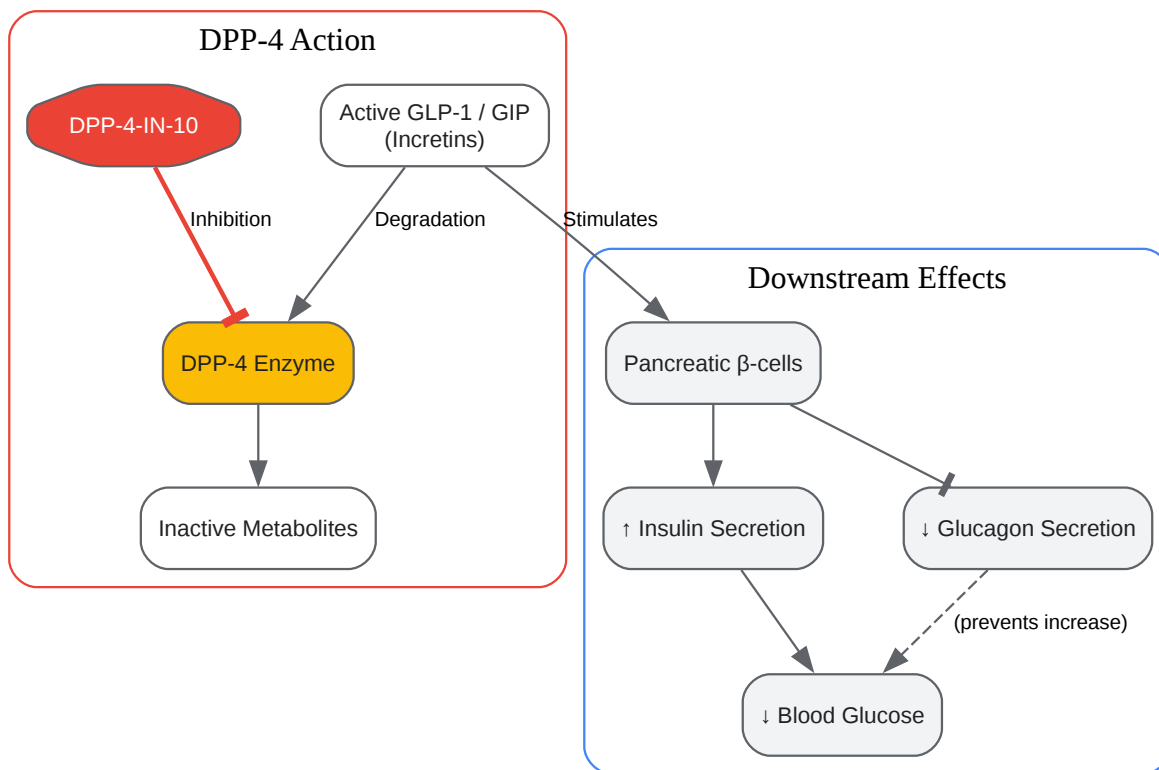 DPP-4 Action
DPP-4-IN-10
Active GLP-1 / GIP
(Incretins)
Inhibition
Degradation
Stimulates
Downstream Effects
DPP-4 Enzyme
Pancreatic β-cells
Inactive Metabolites
↑ Insulin Secretion
↓ Glucagon Secretion
(prevents increase)
↓ Blood Glucose